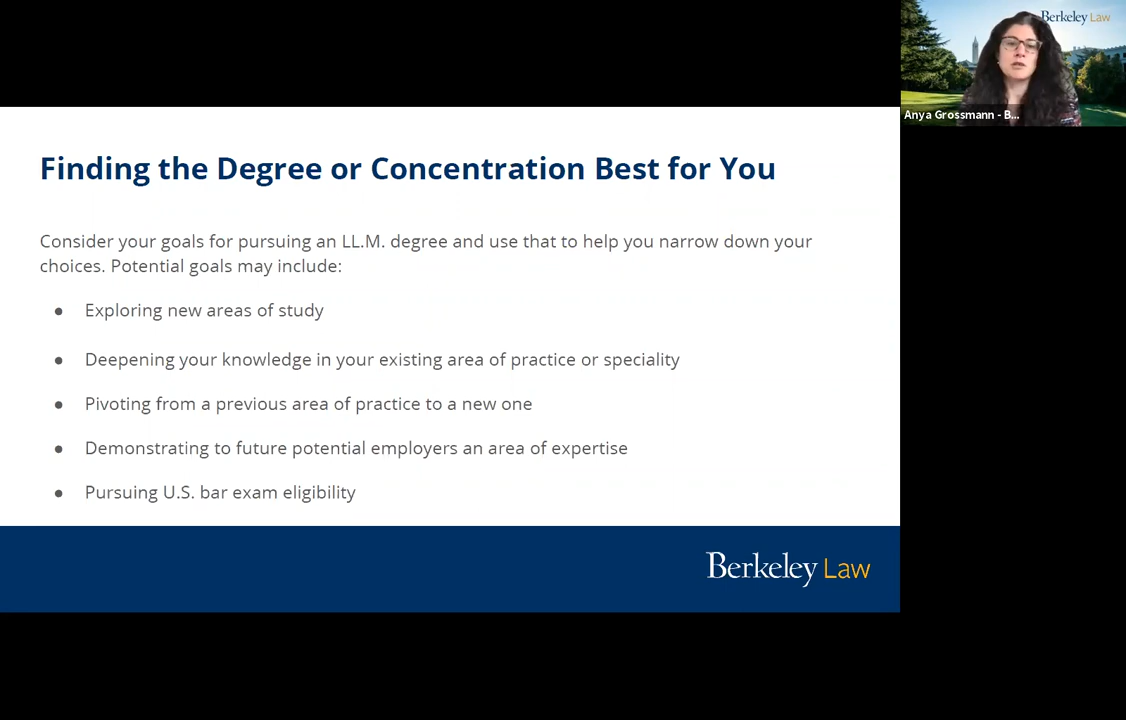 Berkeley Law
Anya Grossmann - B...
Finding the Degree or Concentration Best for You
Consider your goals for pursuing an LL.M. degree and use that to help you narrow down your
choices. Potential goals may include:
● Exploring new areas of study
● Deepening your knowledge in your existing area of practice or speciality
● Pivoting from a previous area of practice to a new one
● Demonstrating to future potential employers an area of expertise
● Pursuing U.S. bar exam eligibility
Berkeley Law